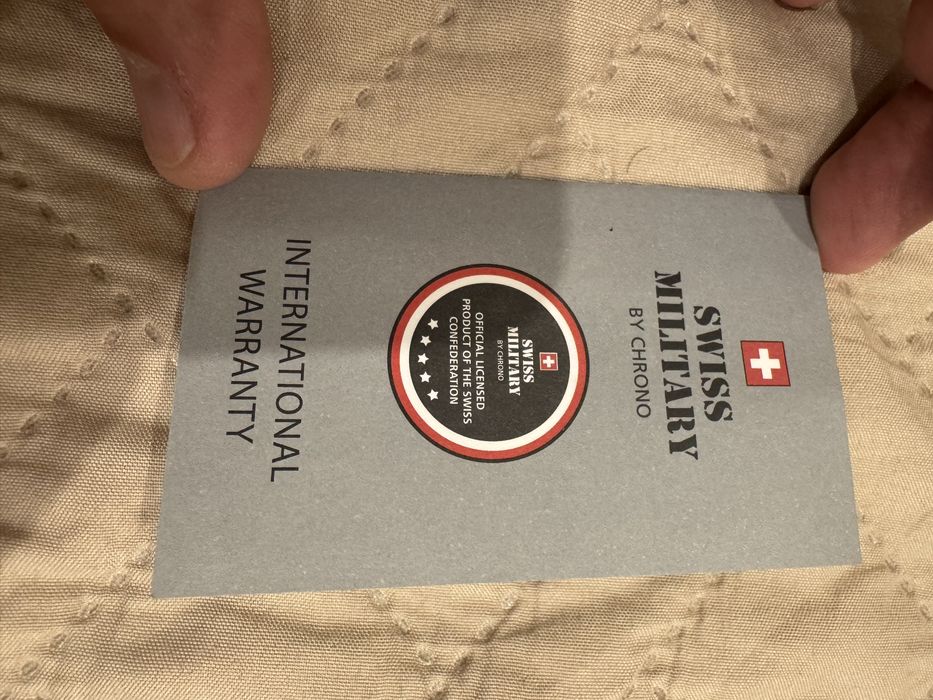 SWISS
MILITARY
BY CHRONO
SWISS
MILITARY
BY CHRONO
OFFICIAL LICENSED
PRODUCT OF THE SWISS
CONFEDERATION
INTERNATIONAL
WARRANTY